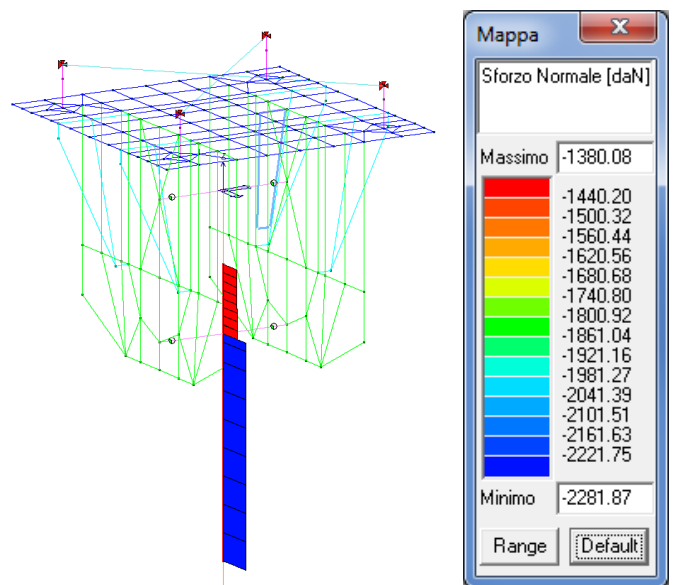 Mappa
Sforzo Normale [daN]
Massimo -1380.08
-1440.20
-1500.32
-1560.44
-1620.56
-1680.68
-1740.80
-1800.92
-1861.04
-1921.16
-1981.27
-2041.39
-2101.51
-2161.63
-2221.75
Minimo -2281.87
Range Default